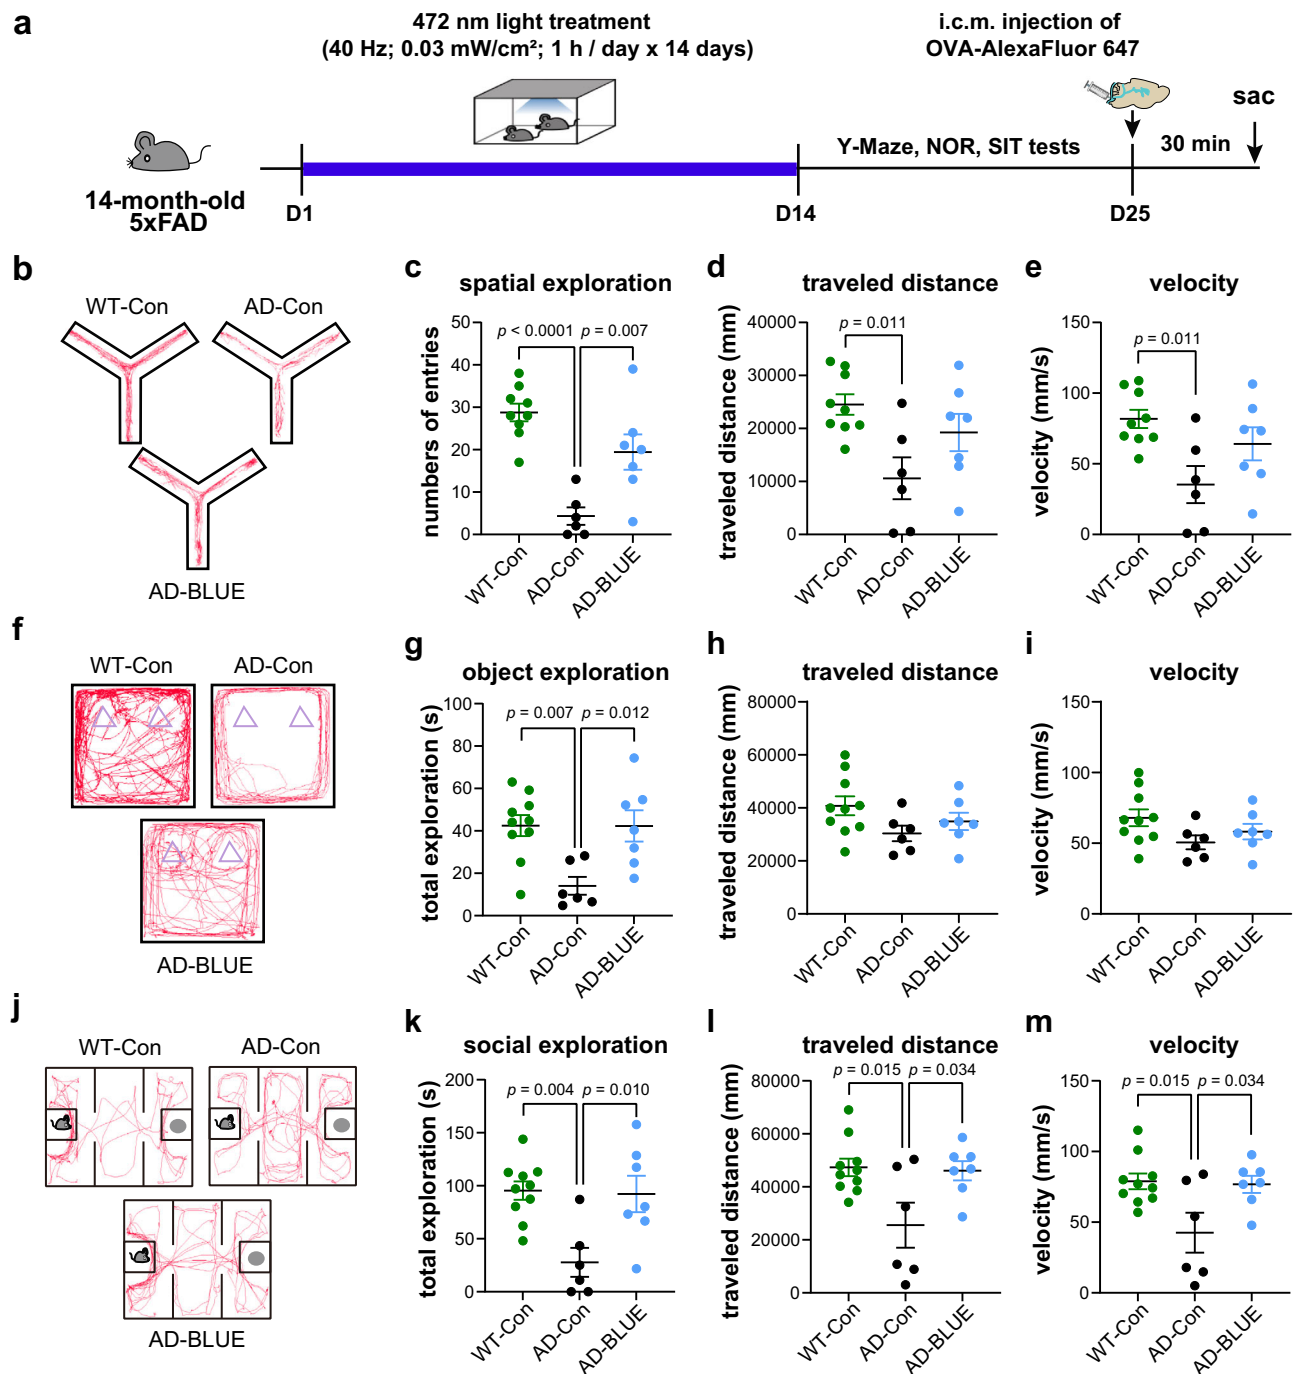 a
472 nm light treatment
(40 Hz; 0.03 mW/cm²; 1 h / day x 14 days)
i.c.m. injection of
OVA-AlexaFluor 647
sac
Y-Maze, NOR, SIT tests
30 min
14-month-old
5xFAD
D1
D14
D25
b
WT-Con
AD-Con
AD-BLUE
c
spatial exploration
numbers of entries
50
40
30
20
10
0
p < 0.0001
p = 0.007
WT-Con
AD-Con
AD-BLUE
d
traveled distance
traveled distance (mm)
40000
30000
20000
10000
0
p = 0.011
WT-Con
AD-Con
AD-BLUE
e
velocity
velocity (mm/s)
150
100
50
0
p = 0.011
WT-Con
AD-Con
AD-BLUE
f
WT-Con
AD-Con
AD-BLUE
g
object exploration
total exploration (s)
100
80
60
40
20
0
p = 0.007
p = 0.012
WT-Con
AD-Con
AD-BLUE
h
traveled distance
traveled distance (mm)
80000
60000
40000
20000
0
WT-Con
AD-Con
AD-BLUE
i
velocity
velocity (mm/s)
150
100
50
0
WT-Con
AD-Con
AD-BLUE
j
WT-Con
AD-Con
AD-BLUE
k
social exploration
total exploration (s)
200
150
100
50
0
p = 0.004
p = 0.010
WT-Con
AD-Con
AD-BLUE
l
traveled distance
traveled distance (mm)
80000
60000
40000
20000
0
p = 0.015
p = 0.034
WT-Con
AD-Con
AD-BLUE
m
velocity
velocity (mm/s)
150
100
50
0
p = 0.015
p = 0.034
WT-Con
AD-Con
AD-BLUE